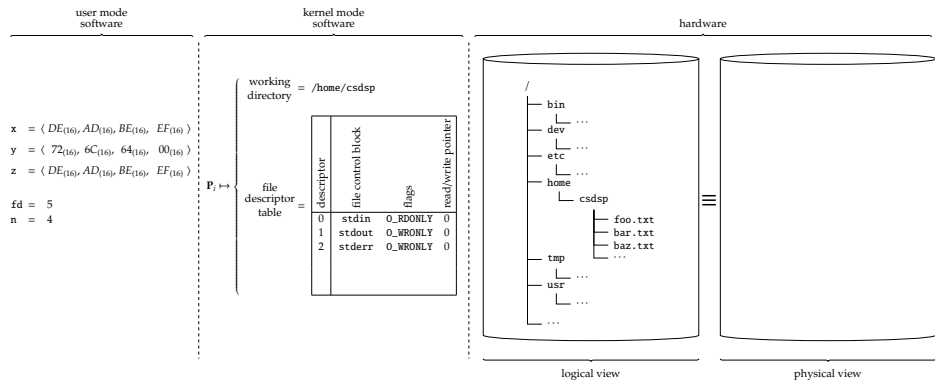 user mode
software
kernel mode
software
hardware
x = ⟨ DE(16), AD(16), BE(16), EF(16) ⟩
y = ⟨ 72(16), 6C(16), 64(16), 00(16) ⟩
z = ⟨ DE(16), AD(16), BE(16), EF(16) ⟩
fd = 5
n = 4
Pi ↦
working
directory = /home/csdsp
file
descriptor
table
=
descriptor file control block flags read/write pointer
0 stdin O_RDONLY 0
1 stdout O_WRONLY 0
2 stderr O_WRONLY 0
/
bin
...
dev
...
etc
...
home
csdsp
foo.txt
bar.txt
baz.txt
...
tmp
...
usr
...
...
≡
logical view
physical view